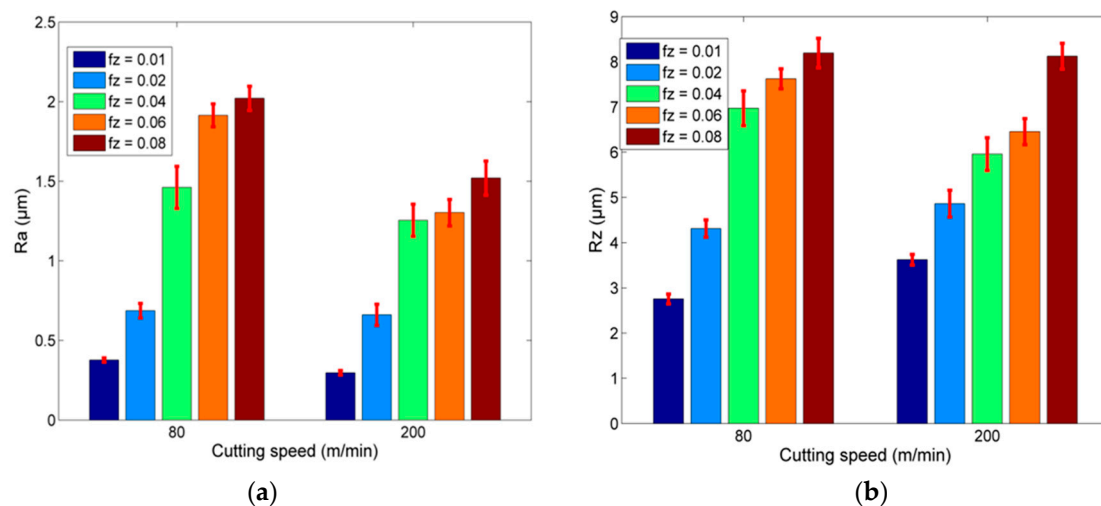 2.5
2
1.5
1
0.5
0
Ra (µm)
fz = 0.01
fz = 0.02
fz = 0.04
fz = 0.06
fz = 0.08
80
200
Cutting speed (m/min)
(a)
9
8
7
6
5
4
3
2
1
0
Rz (µm)
fz = 0.01
fz = 0.02
fz = 0.04
fz = 0.06
fz = 0.08
80
200
Cutting speed (m/min)
(b)